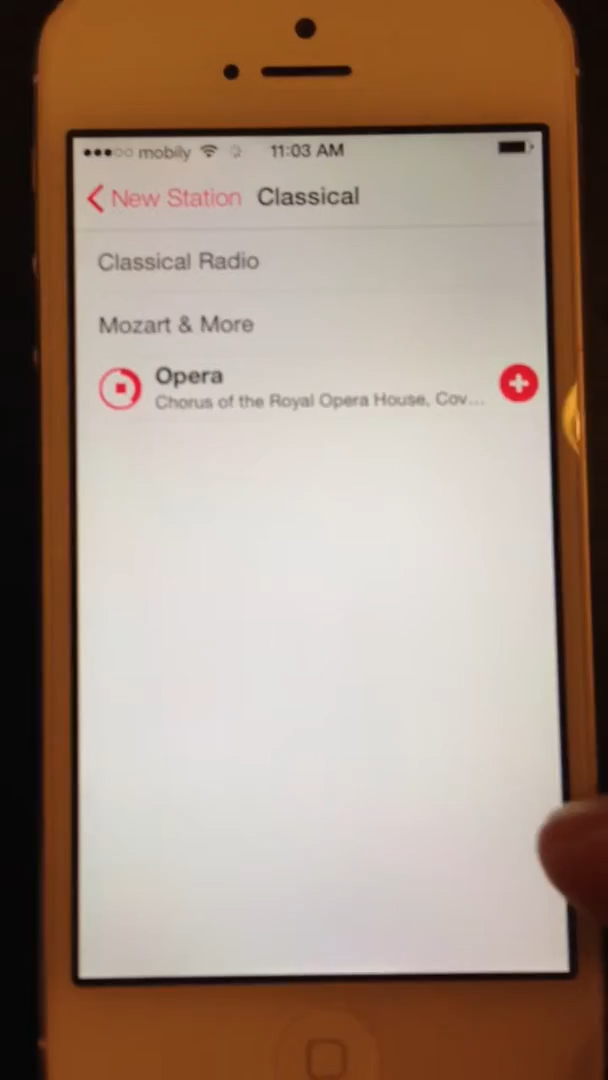 mobily 11:03 AM
New Station Classical
Classical Radio
Mozart & More
Opera
Chorus of the Royal Opera House, Cov...